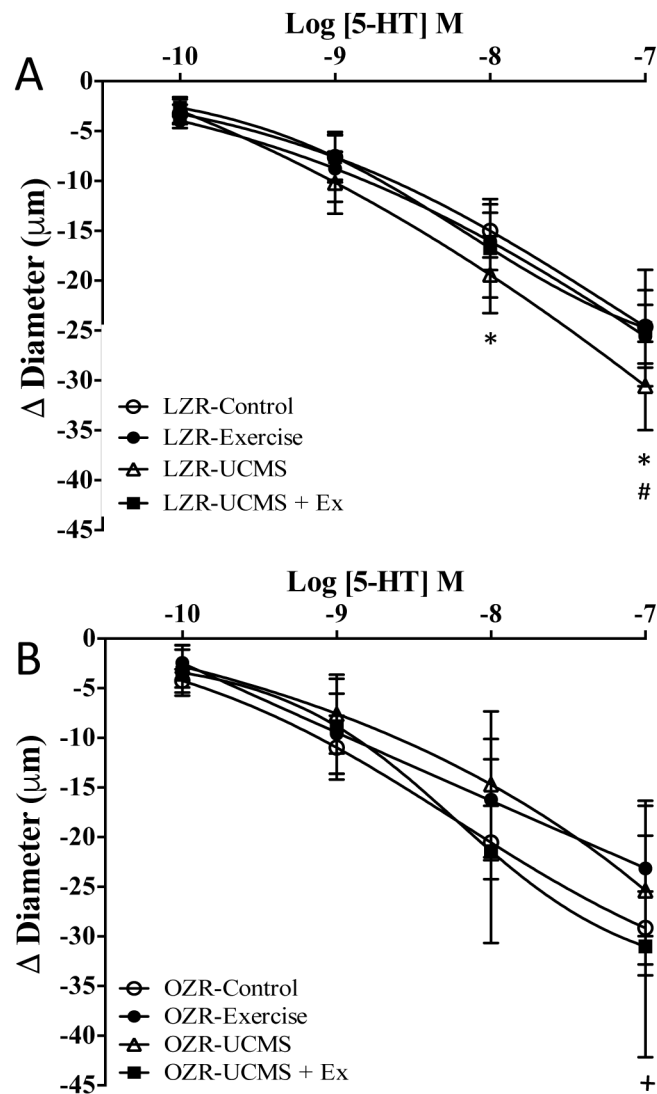 Log [5-HT] M
A
-10 -9 -8 -7
0
-5
-10
-15
-20
-25
-30
-35
-40
-45
Δ Diameter (μm)
*
*
#
LZR-Control
LZR-Exercise
LZR-UCMS
LZR-UCMS + Ex
Log [5-HT] M
B
-10 -9 -8 -7
0
-5
-10
-15
-20
-25
-30
-35
-40
-45
Δ Diameter (μm)
OZR-Control
OZR-Exercise
OZR-UCMS
OZR-UCMS + Ex
+